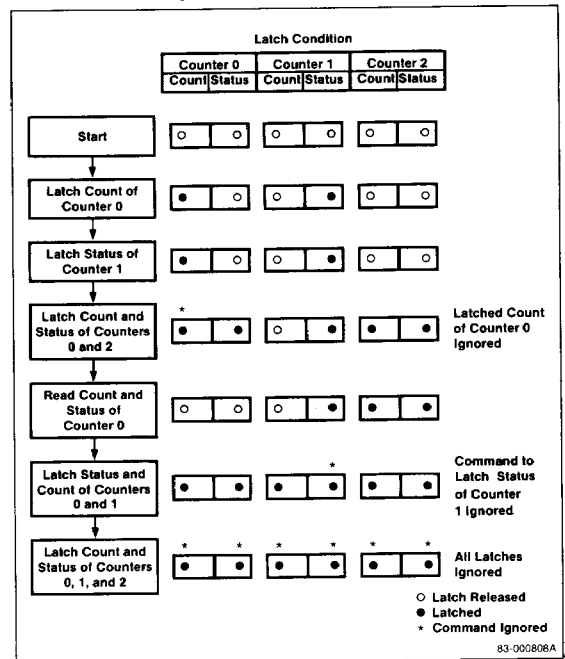 Latch Condition
Counter 0 Counter 1 Counter 2
Count Status Count Status Count Status
Start
Latch Count of
Counter 0
Latch Status of
Counter 1
Latch Count and
Status of Counters
0 and 2
*
Latched Count
of Counter 0
Ignored
Read Count and
Status of
Counter 0
Latch Status and
Count of Counters
0 and 1
*
Command to
Latch Status
of Counter
1 Ignored
Latch Count and
Status of Counters
0, 1, and 2
* * * * * *
All Latches
Ignored
○ Latch Released
● Latched
* Command Ignored
83-000808A